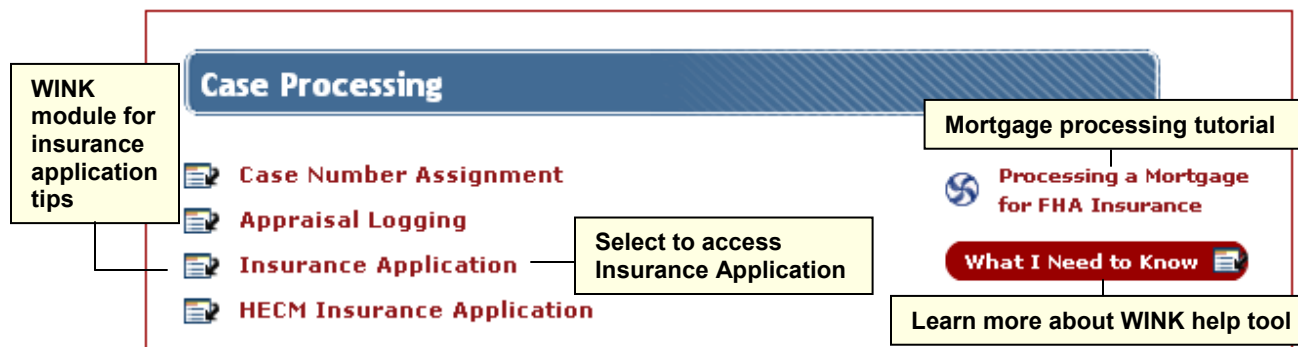 Case Processing
WINK
module for
insurance
application
tips
Mortgage processing tutorial
Case Number Assignment
Processing a Mortgage
for FHA Insurance
Appraisal Logging
Select to access
Insurance Application
Insurance Application
What I Need to Know
HECM Insurance Application
Learn more about WINK help tool